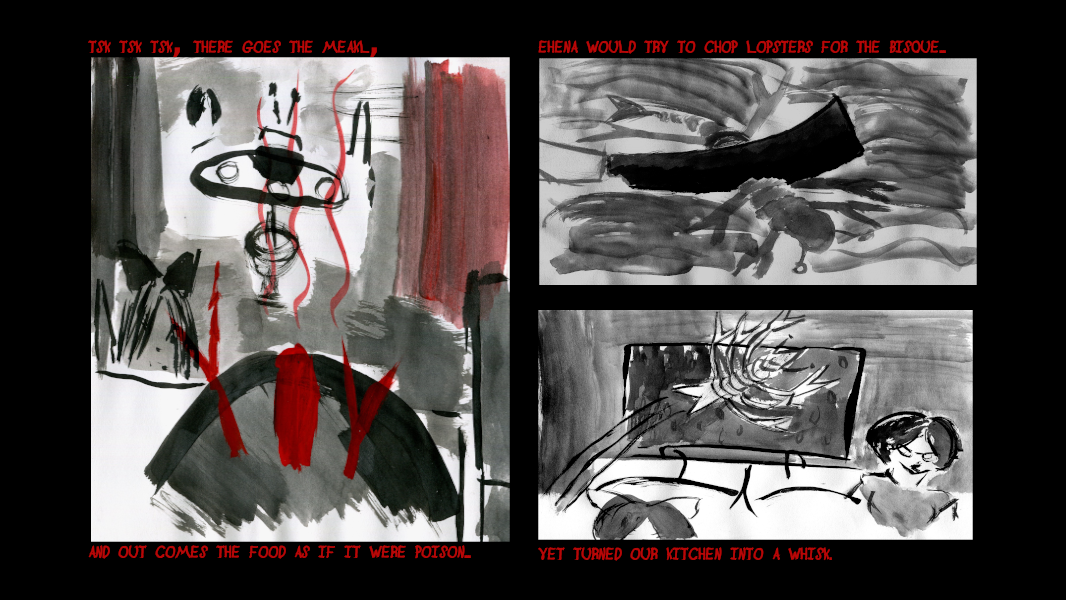 TSK TSK TSK, THERE GOES THE MEAKL,
AND OUT COMES THE FOOD AS IF IT WERE POISON...
EHENA WOULD TRY TO CHOP LOPSTERS FOR THE BISQUE...
YET TURNED OUR KITCHEN INTO A WHISK.